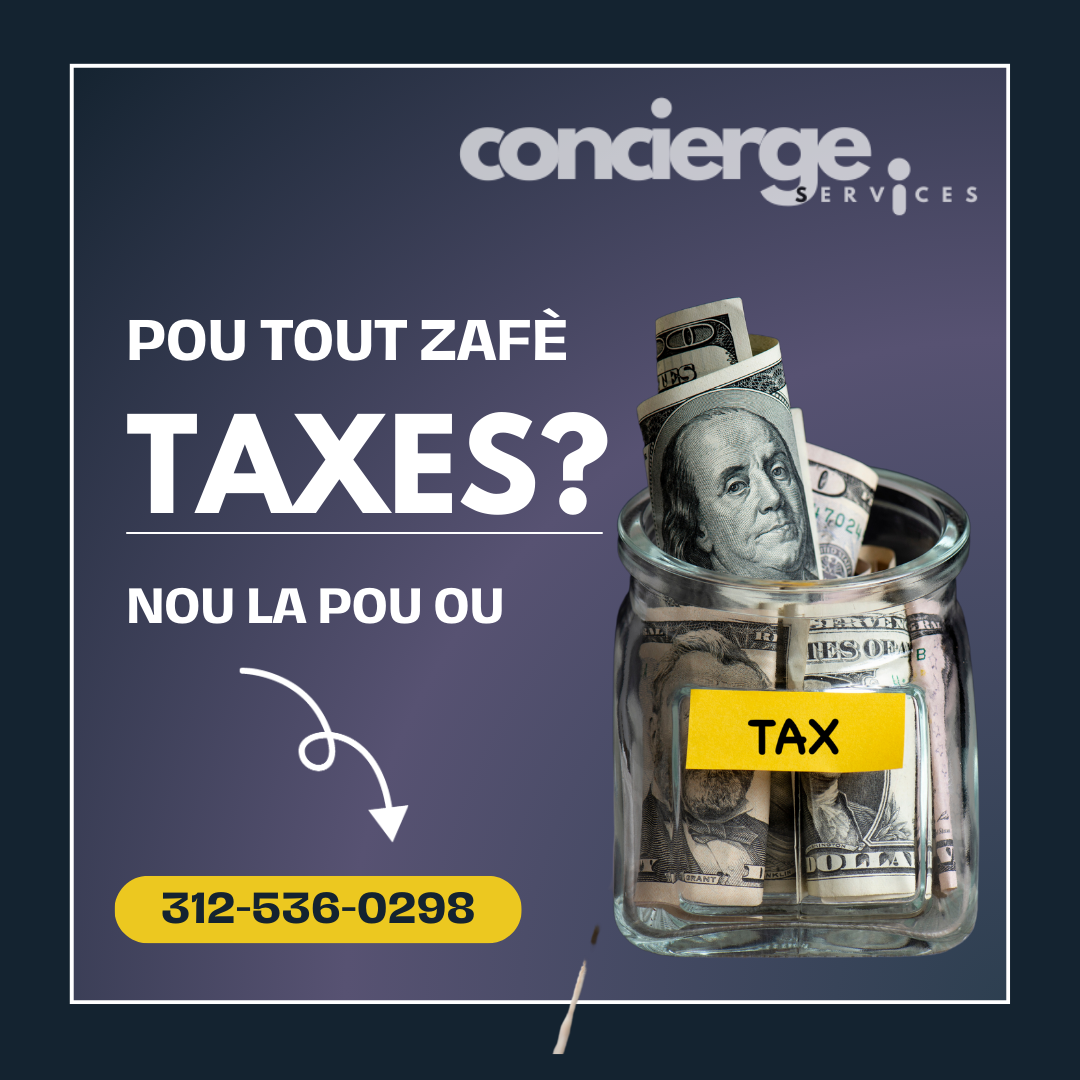 concierge
SERViCES
POU TOUT ZAFÈ
TAXES?
NOU LA POU OU
TAX
312-536-0298